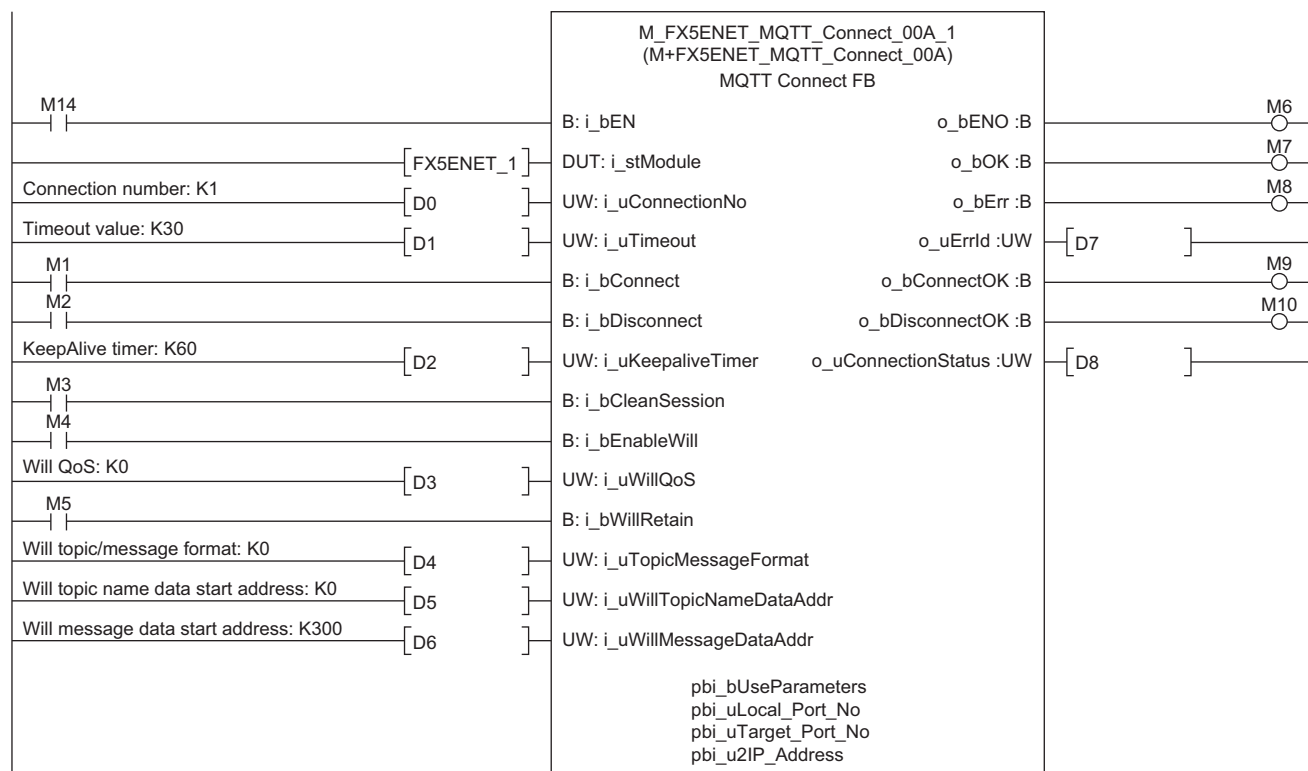 M_FX5ENET_MQTT_Connect_00A_1
(M+FX5ENET_MQTT_Connect_00A)
MQTT Connect FB
M14
B: i_bEN
o_bENO :B
M6
FX5ENET_1
DUT: i_stModule
o_bOK :B
M7
Connection number: K1
D0
UW: i_uConnectionNo
o_bErr :B
M8
Timeout value: K30
D1
UW: i_uTimeout
o_uErrId :UW
D7
M1
B: i_bConnect
o_bConnectOK :B
M9
M2
B: i_bDisconnect
o_bDisconnectOK :B
M10
KeepAlive timer: K60
D2
UW: i_uKeepaliveTimer
o_uConnectionStatus :UW
D8
M3
B: i_bCleanSession
M4
B: i_bEnableWill
Will QoS: K0
D3
UW: i_uWillQoS
M5
B: i_bWillRetain
Will topic/message format: K0
D4
UW: i_uTopicMessageFormat
Will topic name data start address: K0
D5
UW: i_uWillTopicNameDataAddr
Will message data start address: K300
D6
UW: i_uWillMessageDataAddr
pbi_bUseParameters
pbi_uLocal_Port_No
pbi_uTarget_Port_No
pbi_u2IP_Address